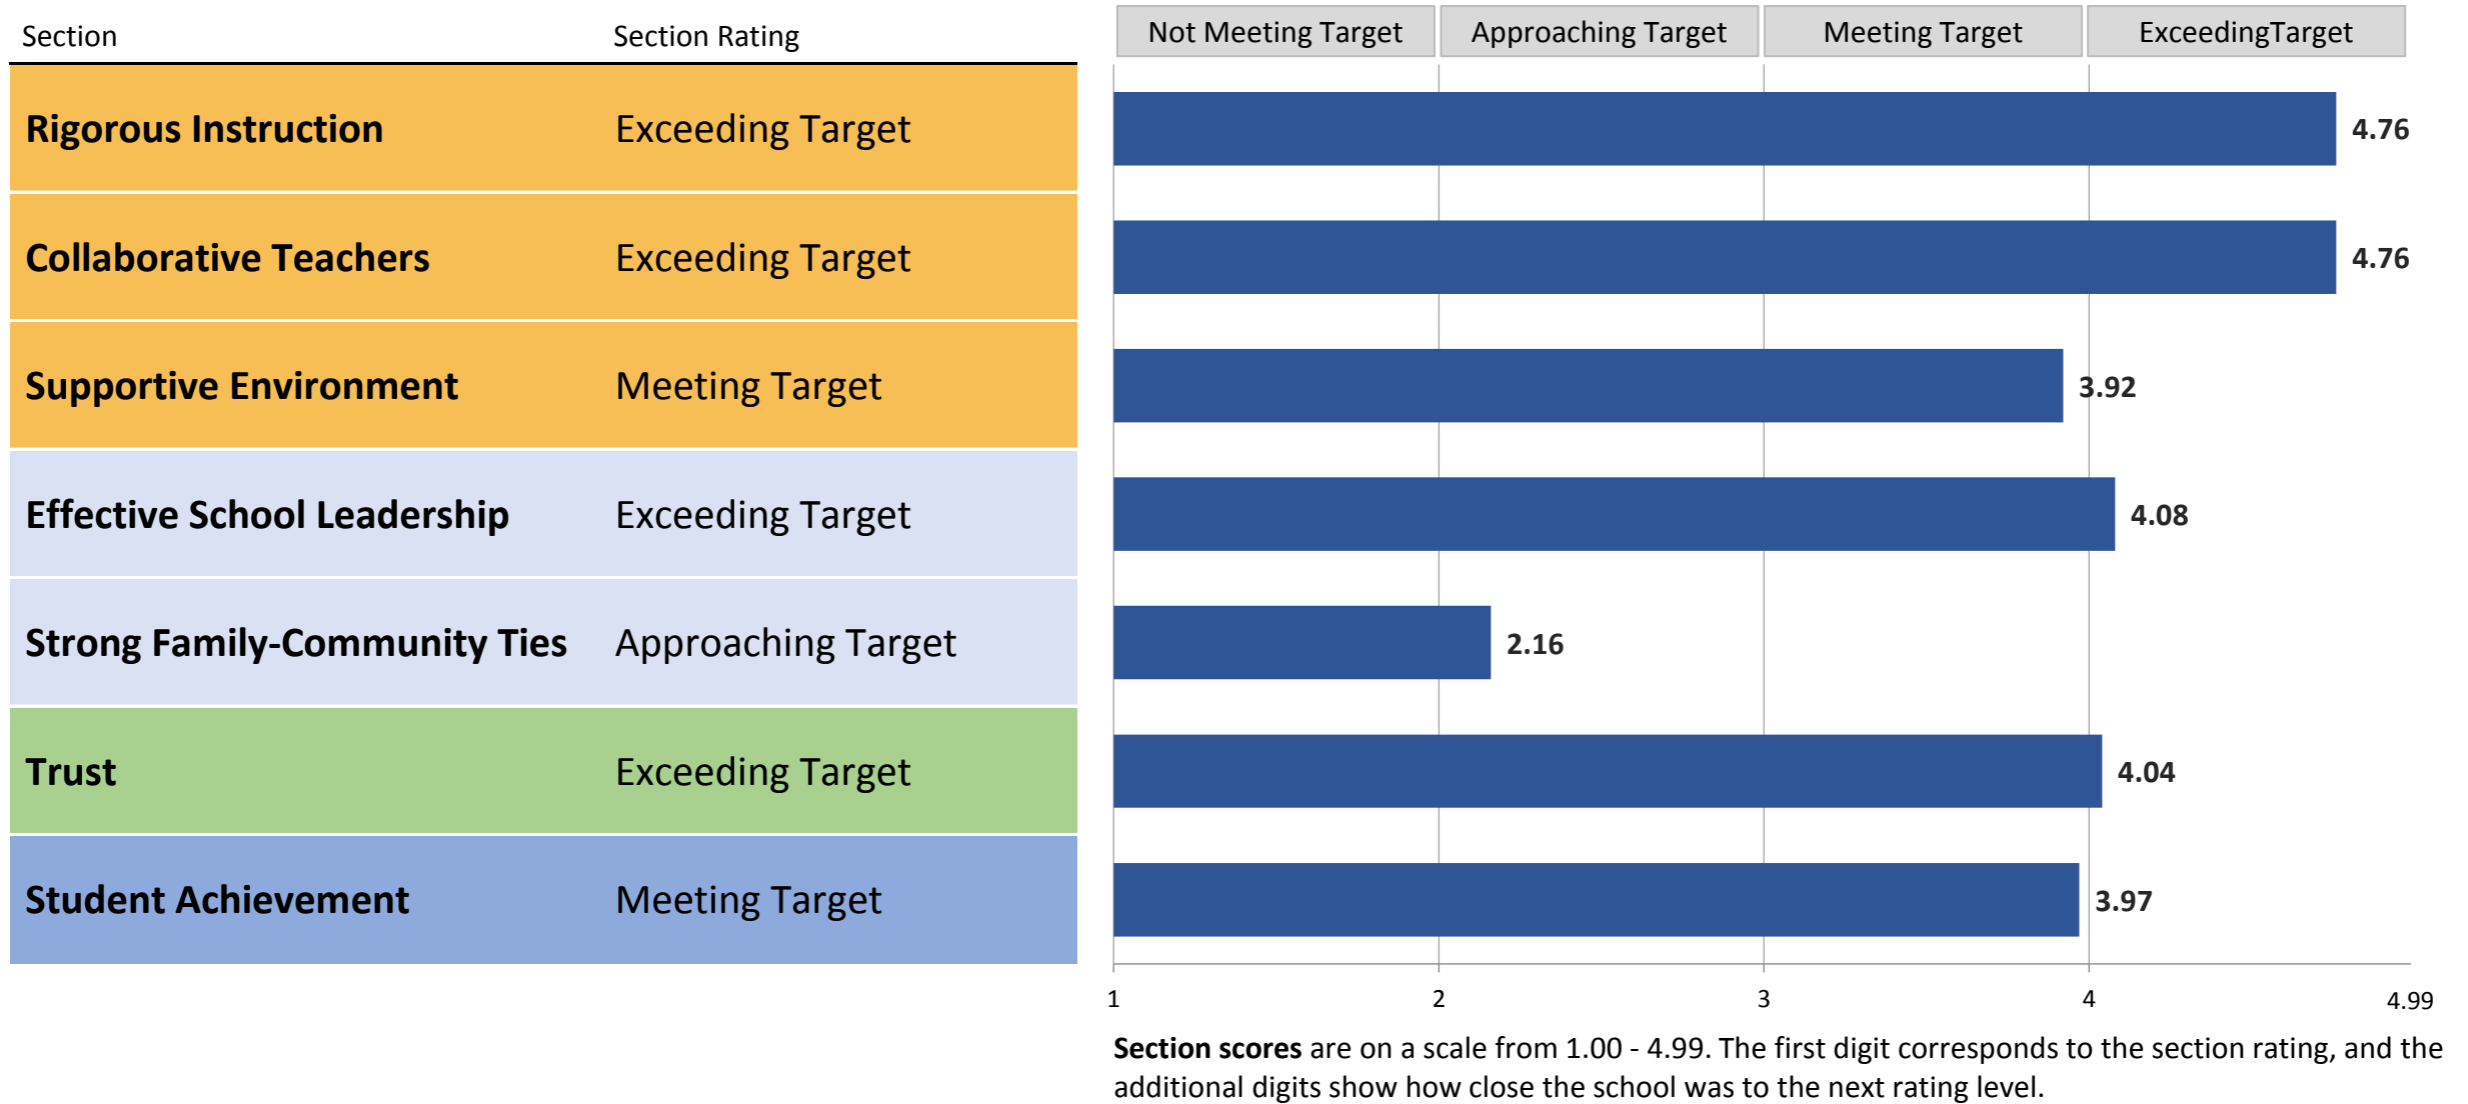 Section Section Rating Not Meeting Target Approaching Target Meeting Target ExceedingTarget
Rigorous Instruction Exceeding Target 4.76
Collaborative Teachers Exceeding Target 4.76
Supportive Environment Meeting Target 3.92
Effective School Leadership Exceeding Target 4.08
Strong Family-Community Ties Approaching Target 2.16
Trust Exceeding Target 4.04
Student Achievement Meeting Target 3.97
1 2 3 4 4.99
Section scores are on a scale from 1.00 - 4.99. The first digit corresponds to the section rating, and the
additional digits show how close the school was to the next rating level.